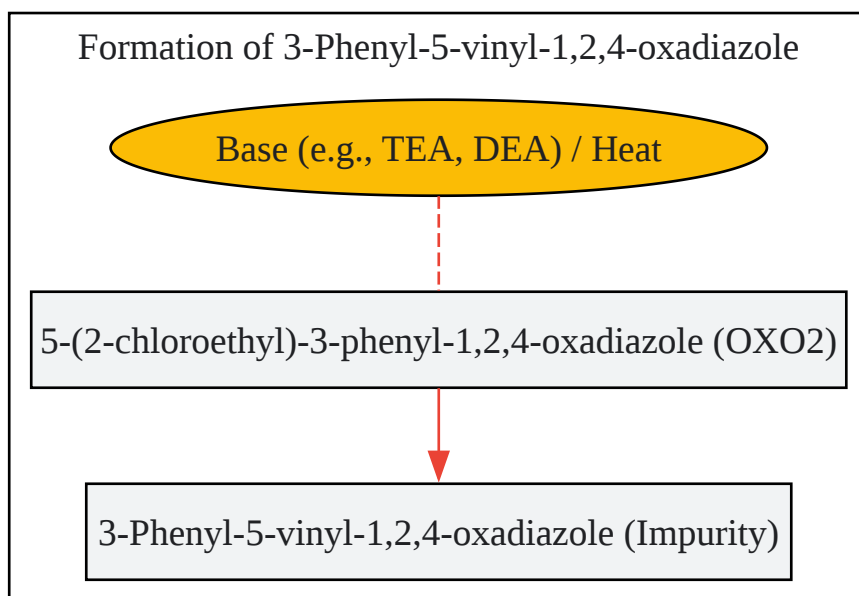 Formation of 3-Phenyl-5-vinyl-1,2,4-oxadiazole
Base (e.g., TEA, DEA) / Heat
5-(2-chloroethyl)-3-phenyl-1,2,4-oxadiazole (OXO2)
3-Phenyl-5-vinyl-1,2,4-oxadiazole (Impurity)